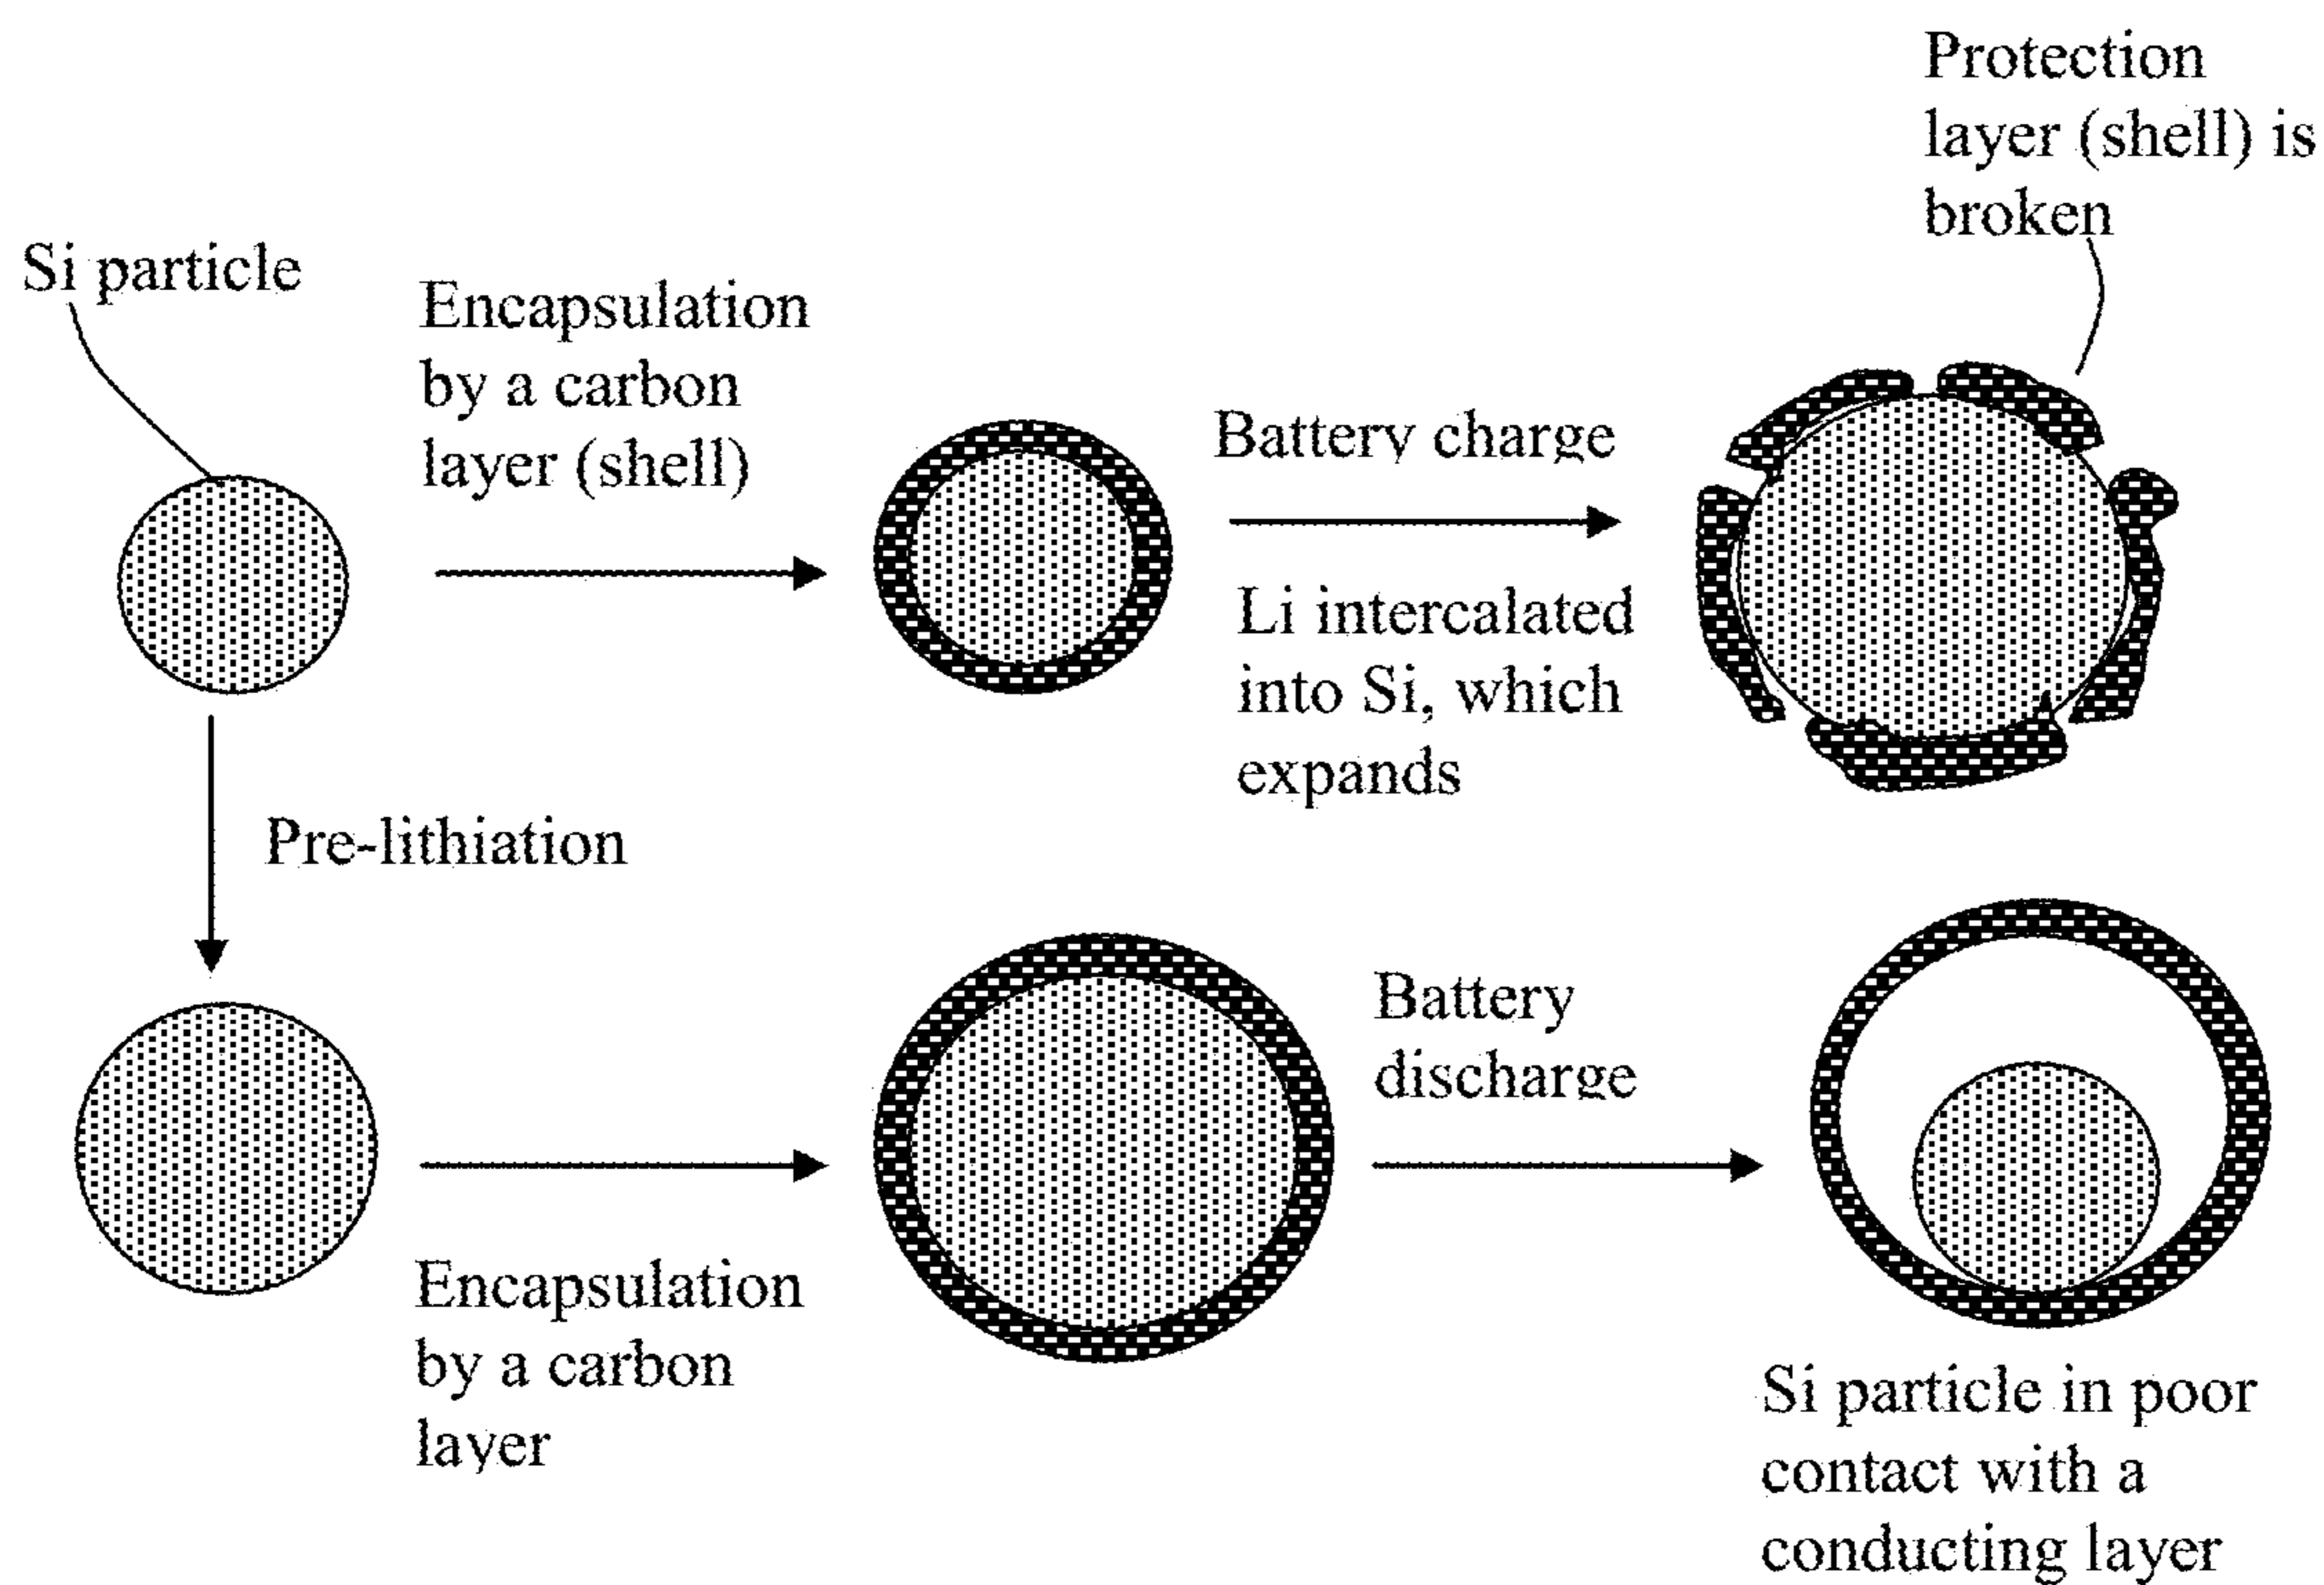 Protection
layer (shell) is
broken
Si particle
Encapsulation
by a carbon
layer (shell)
Battery charge
Li intercalated
into Si, which
expands
Pre-lithiation
Battery
discharge
Encapsulation
by a carbon
layer
Si particle in poor
contact with a
conducting layer